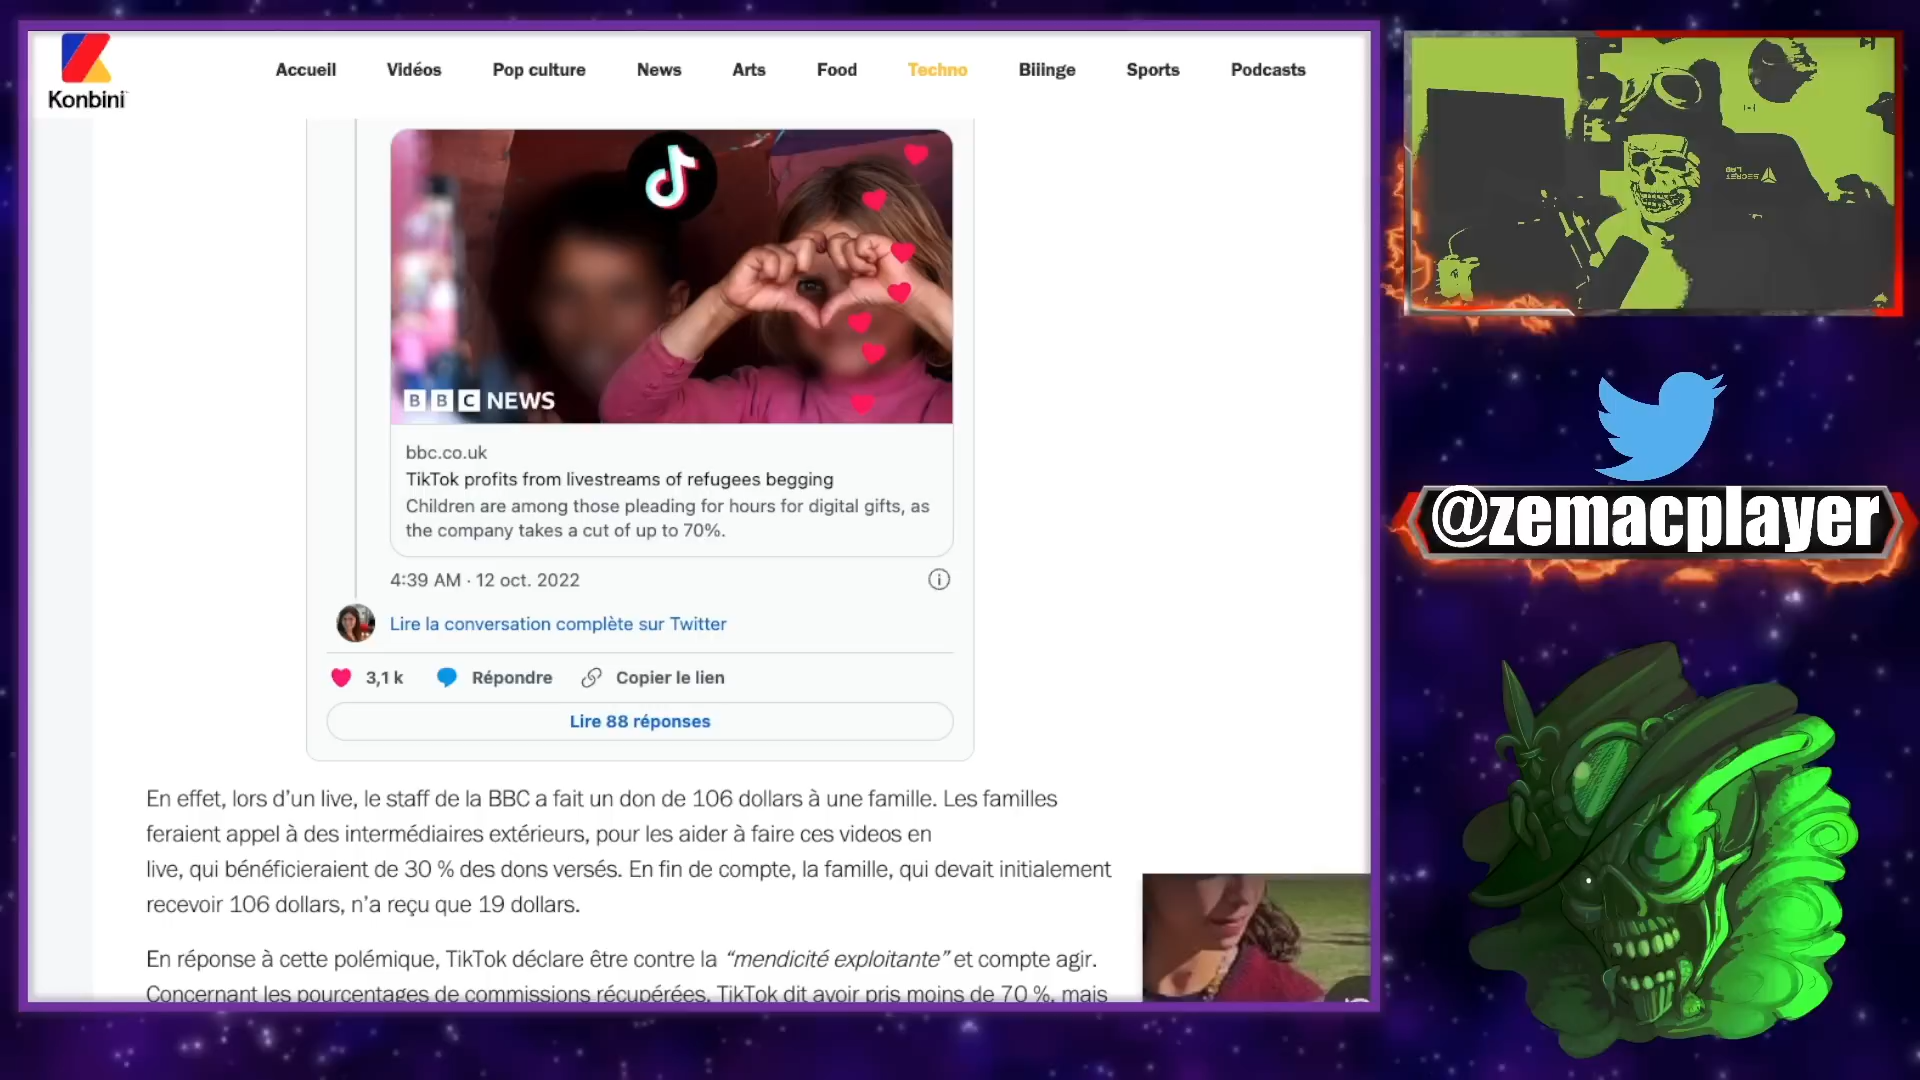 Konbini
Accueil Vidéos Pop culture News Arts Food Techno Biiinge Sports Podcasts
BBC NEWS
bbc.co.uk
TikTok profits from livestreams of refugees begging
Children are among those pleading for hours for digital gifts, as
the company takes a cut of up to 70%.
4:39 AM · 12 oct. 2022
Lire la conversation complète sur Twitter
3,1 k Répondre Copier le lien
Lire 88 réponses
En effet, lors d’un live, le staff de la BBC a fait un don de 106 dollars à une famille. Les familles
feraient appel à des intermédiaires extérieurs, pour les aider à faire ces videos en
live, qui bénéficieraient de 30 % des dons versés. En fin de compte, la famille, qui devait initialement
recevoir 106 dollars, n’a reçu que 19 dollars.
En réponse à cette polémique, TikTok déclare être contre la “mendicité exploitante” et compte agir.
Concernant les pourcentages de commissions récupérées, TikTok dit avoir pris moins de 70 %, mais
SECRET
LAB
@zemacplayer